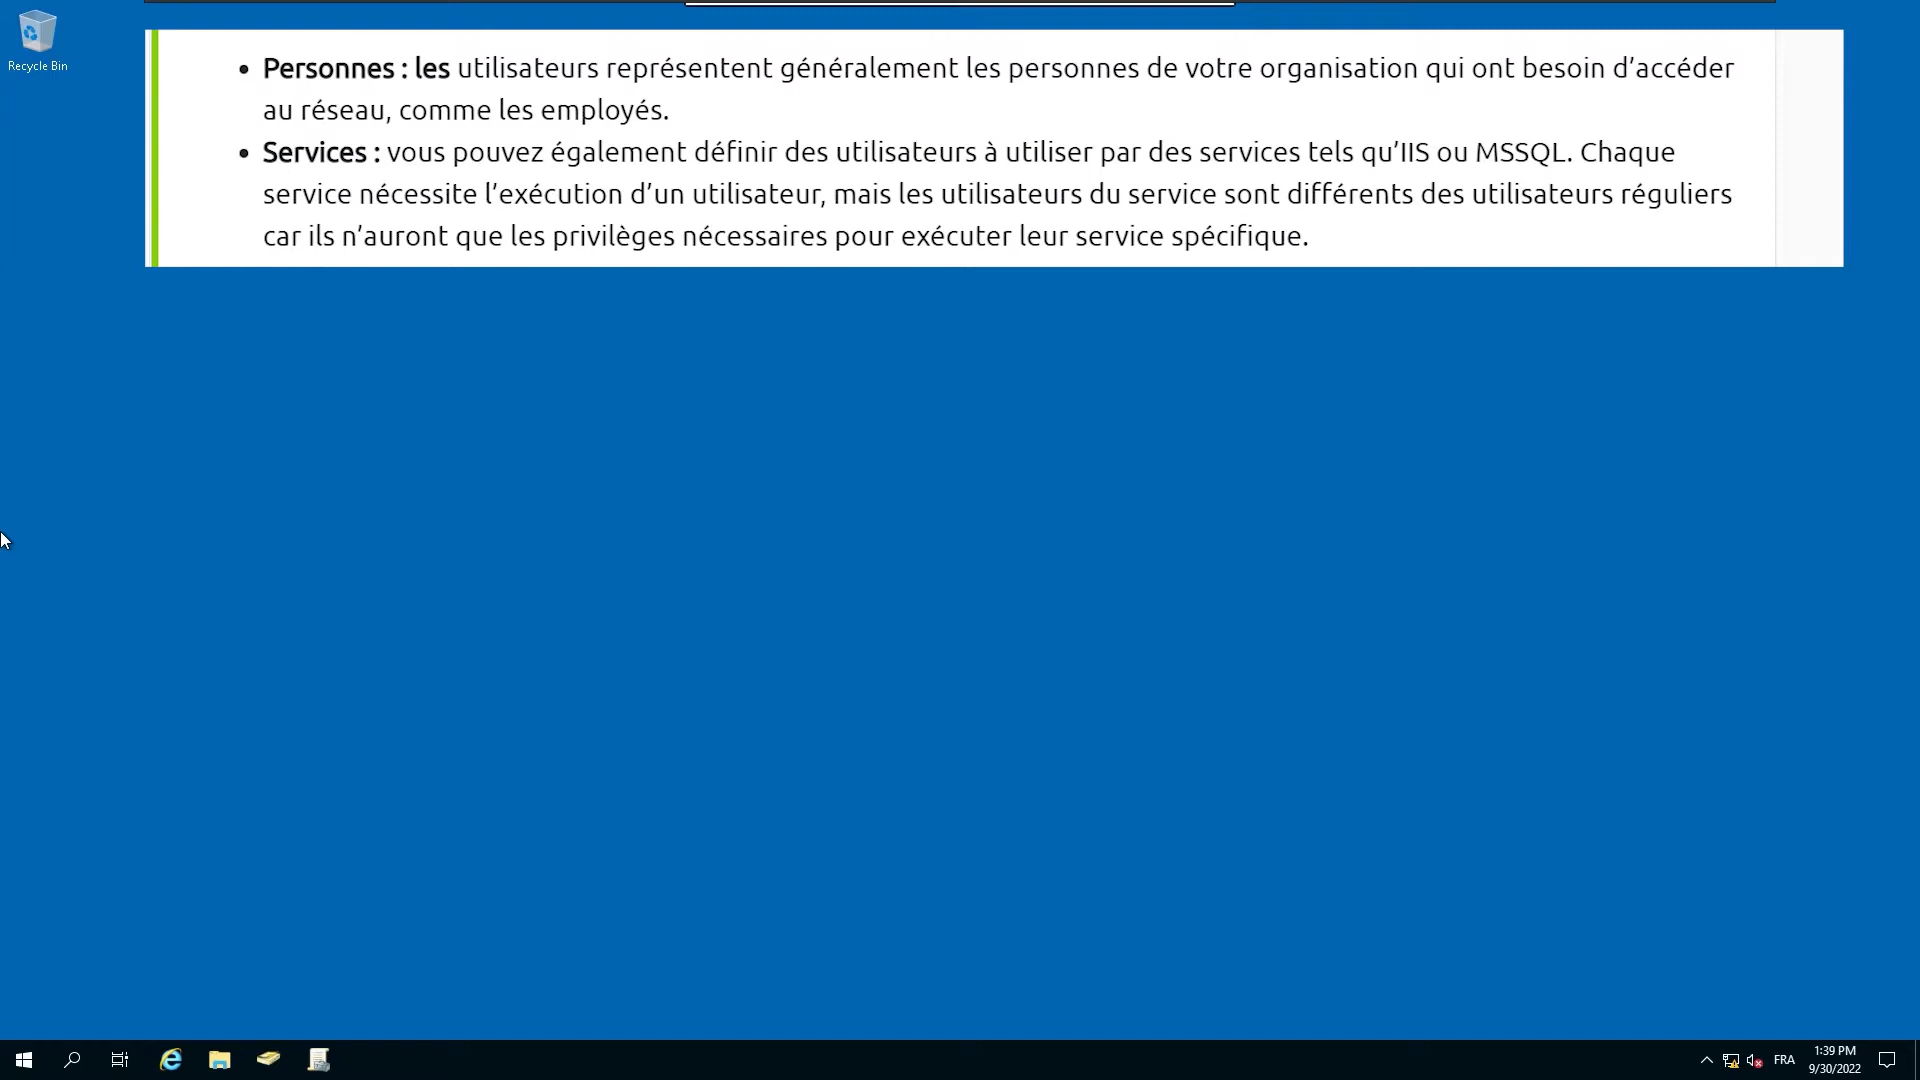 Recycle Bin
• Personnes : les utilisateurs représentent généralement les personnes de votre organisation qui ont besoin d’accéder
au réseau, comme les employés.
• Services : vous pouvez également définir des utilisateurs à utiliser par des services tels qu’IIS ou MSSQL. Chaque
service nécessite l’exécution d’un utilisateur, mais les utilisateurs du service sont différents des utilisateurs réguliers
car ils n’auront que les privilèges nécessaires pour exécuter leur service spécifique.
FRA
1:39 PM
9/30/2022